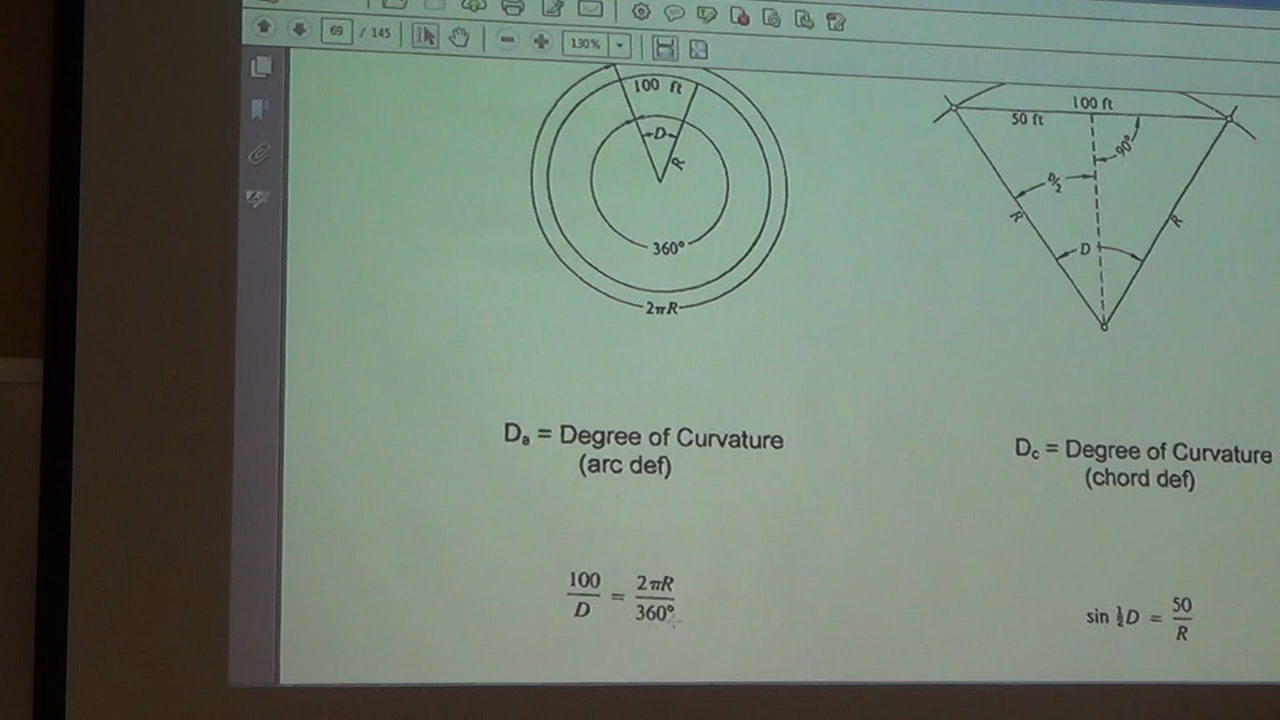 69 / 145
130%
100 ft
D
R
360°
2πR
100 ft
50 ft
90°
D/2
R
R
D
Dₐ = Degree of Curvature
(arc def)
D꜀ = Degree of Curvature
(chord def)
100/D = 2πR/360°
sin ½D = 50/R